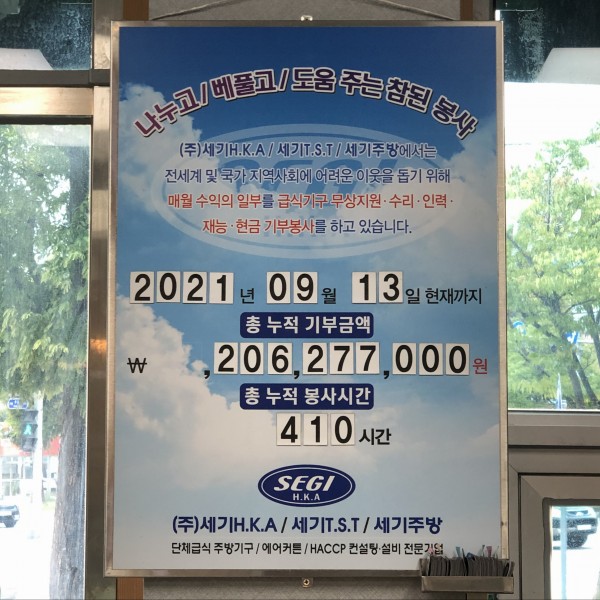 나누고/베풀고/도움 주는 참된 봉사
(주)세기H.K.A / 세기T.S.T / 세기주방에서는
전세계 및 국가 지역사회에 어려운 이웃을 돕기 위해
매월 수익의 일부를 급식기구 무상지원·수리·인력·
재능·현금 기부봉사를 하고 있습니다.
2021년 09월 13일 현재까지
총 누적 기부금액
₩ ,206,277,000원
총 누적 봉사시간
410시간
SEGI
H.K.A
(주)세기H.K.A / 세기T.S.T / 세기주방
단체급식 주방기구 / 에어커튼 / HACCP 컨설팅·설비 전문기업